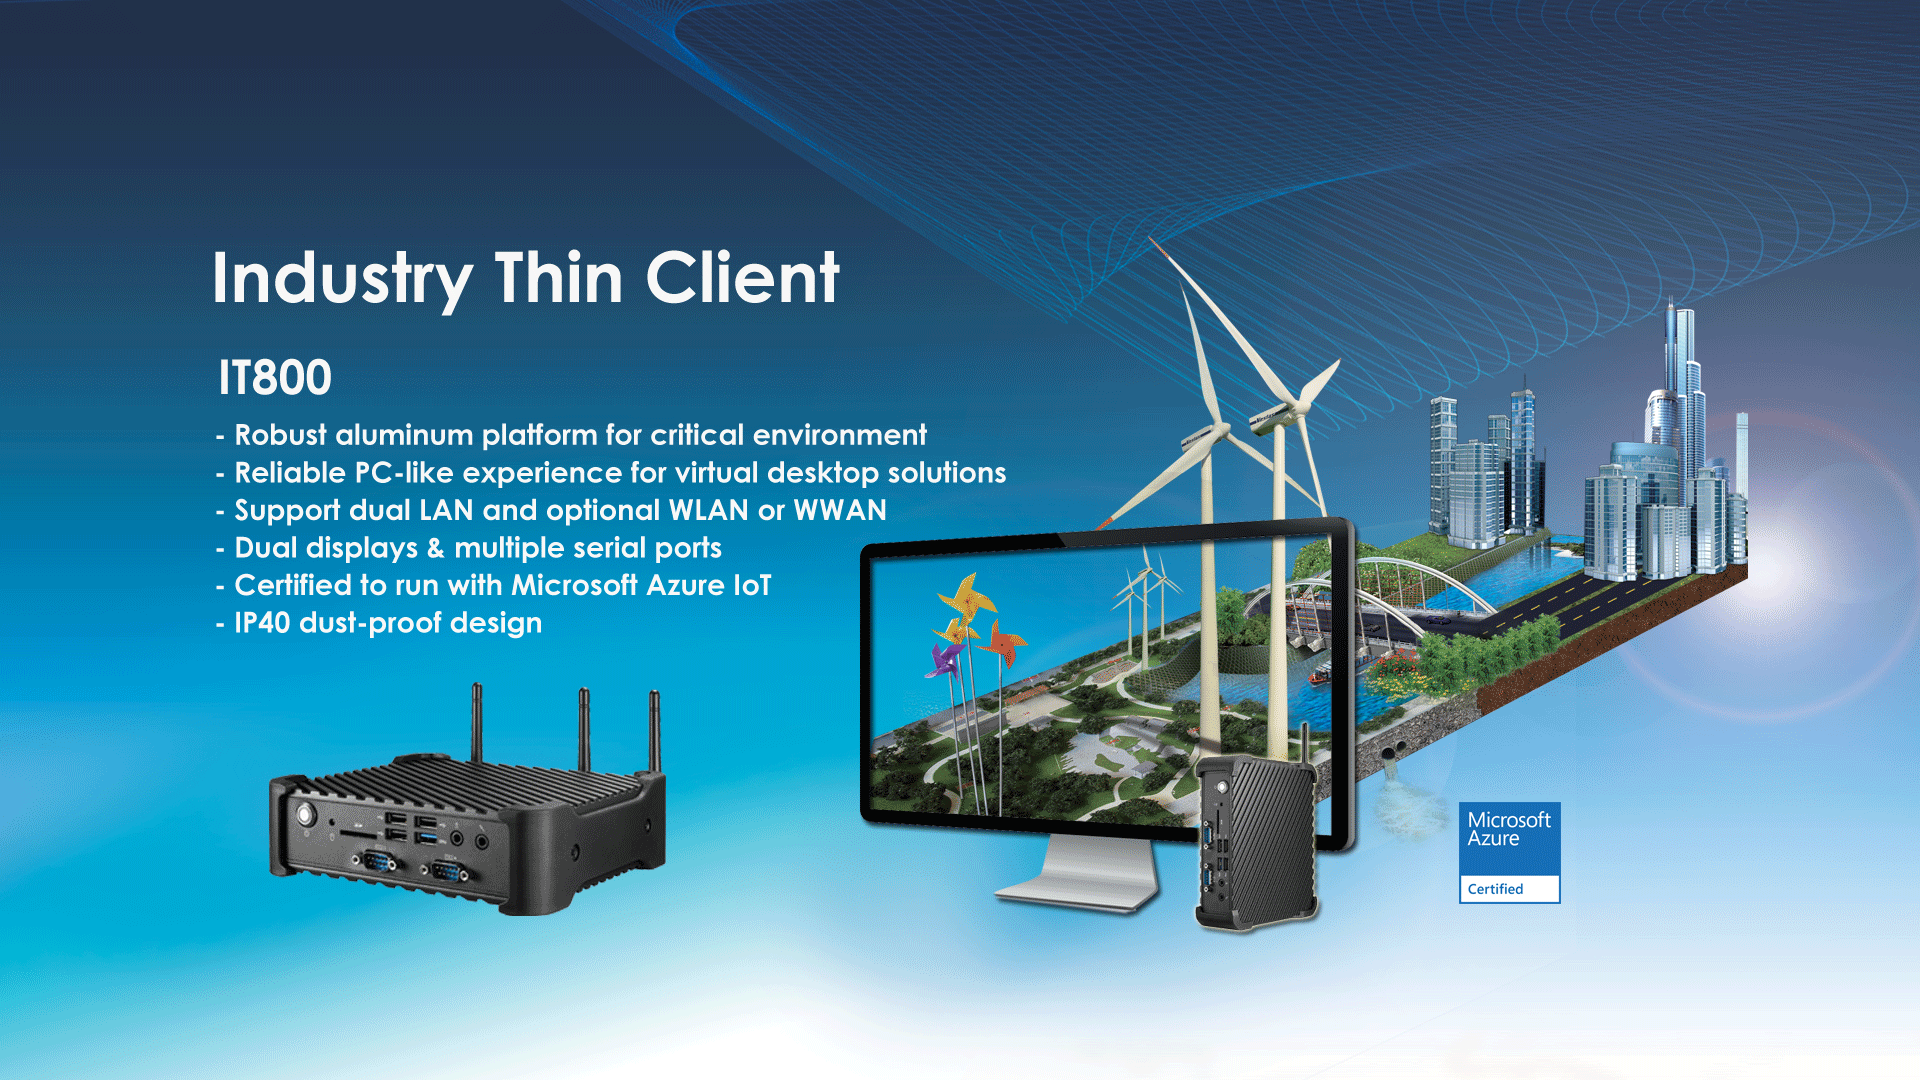 Industry Thin Client
IT800
- Robust aluminum platform for critical environment
- Reliable PC-like experience for virtual desktop solutions
- Support dual LAN and optional WLAN or WWAN
- Dual displays & multiple serial ports
- Certified to run with Microsoft Azure IoT
- IP40 dust-proof design
Microsoft
Azure
Certified